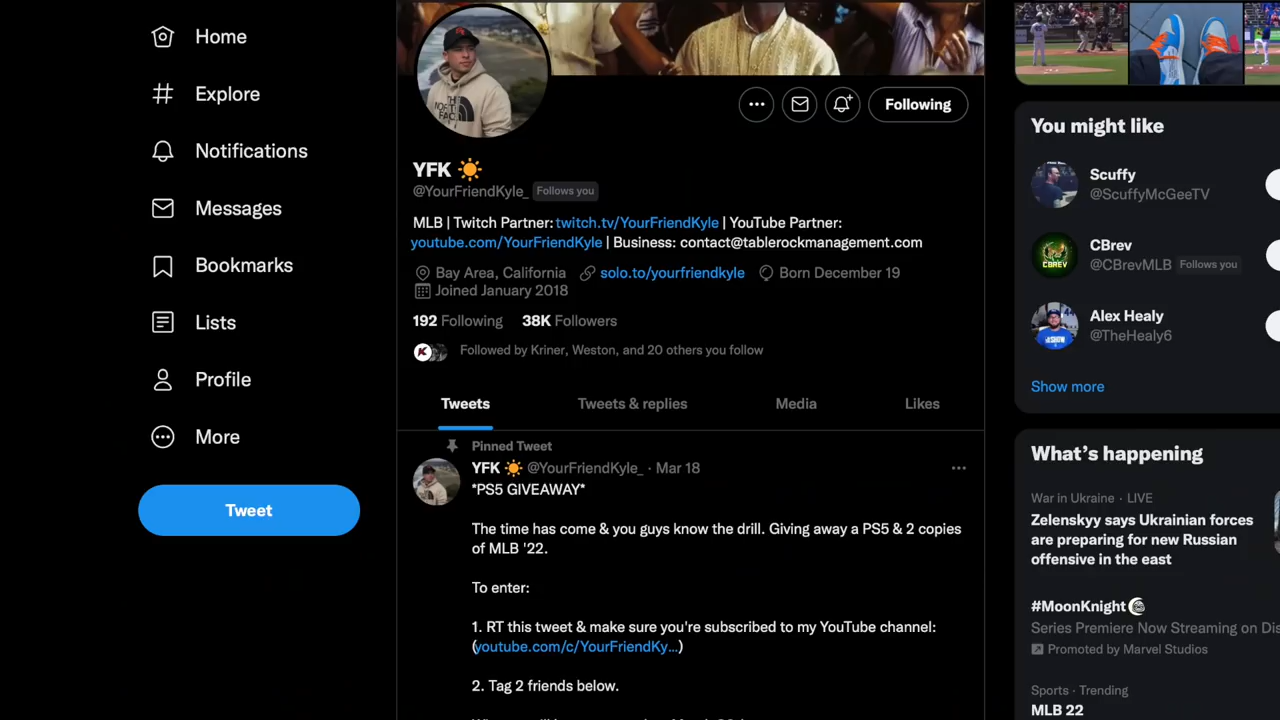 Home
Explore
Notifications
Messages
Bookmarks
Lists
Profile
More
Tweet
THE NORTH FACE
Following
YFK ☀️
@YourFriendKyle_ Follows you
MLB | Twitch Partner: twitch.tv/YourFriendKyle | YouTube Partner:
youtube.com/YourFriendKyle | Business: contact@tablerockmanagement.com
Bay Area, California solo.to/yourfriendkyle Born December 19
Joined January 2018
192 Following 38K Followers
Followed by Kriner, Weston, and 20 others you follow
Tweets Tweets & replies Media Likes
Pinned Tweet
YFK ☀️ @YourFriendKyle_ · Mar 18
*PS5 GIVEAWAY*
The time has come & you guys know the drill. Giving away a PS5 & 2 copies
of MLB '22.
To enter:
1. RT this tweet & make sure you're subscribed to my YouTube channel:
(youtube.com/c/YourFriendKy...)
2. Tag 2 friends below.
You might like
Scuffy
@ScuffyMcGeeTV
CBREV
CBrev
@CBrevMLB Follows you
Alex Healy
@TheHealy6
Show more
What's happening
War in Ukraine · LIVE
Zelenskyy says Ukrainian forces
are preparing for new Russian
offensive in the east
#MoonKnight
Series Premiere Now Streaming on Dis
Promoted by Marvel Studios
Sports · Trending
MLB 22